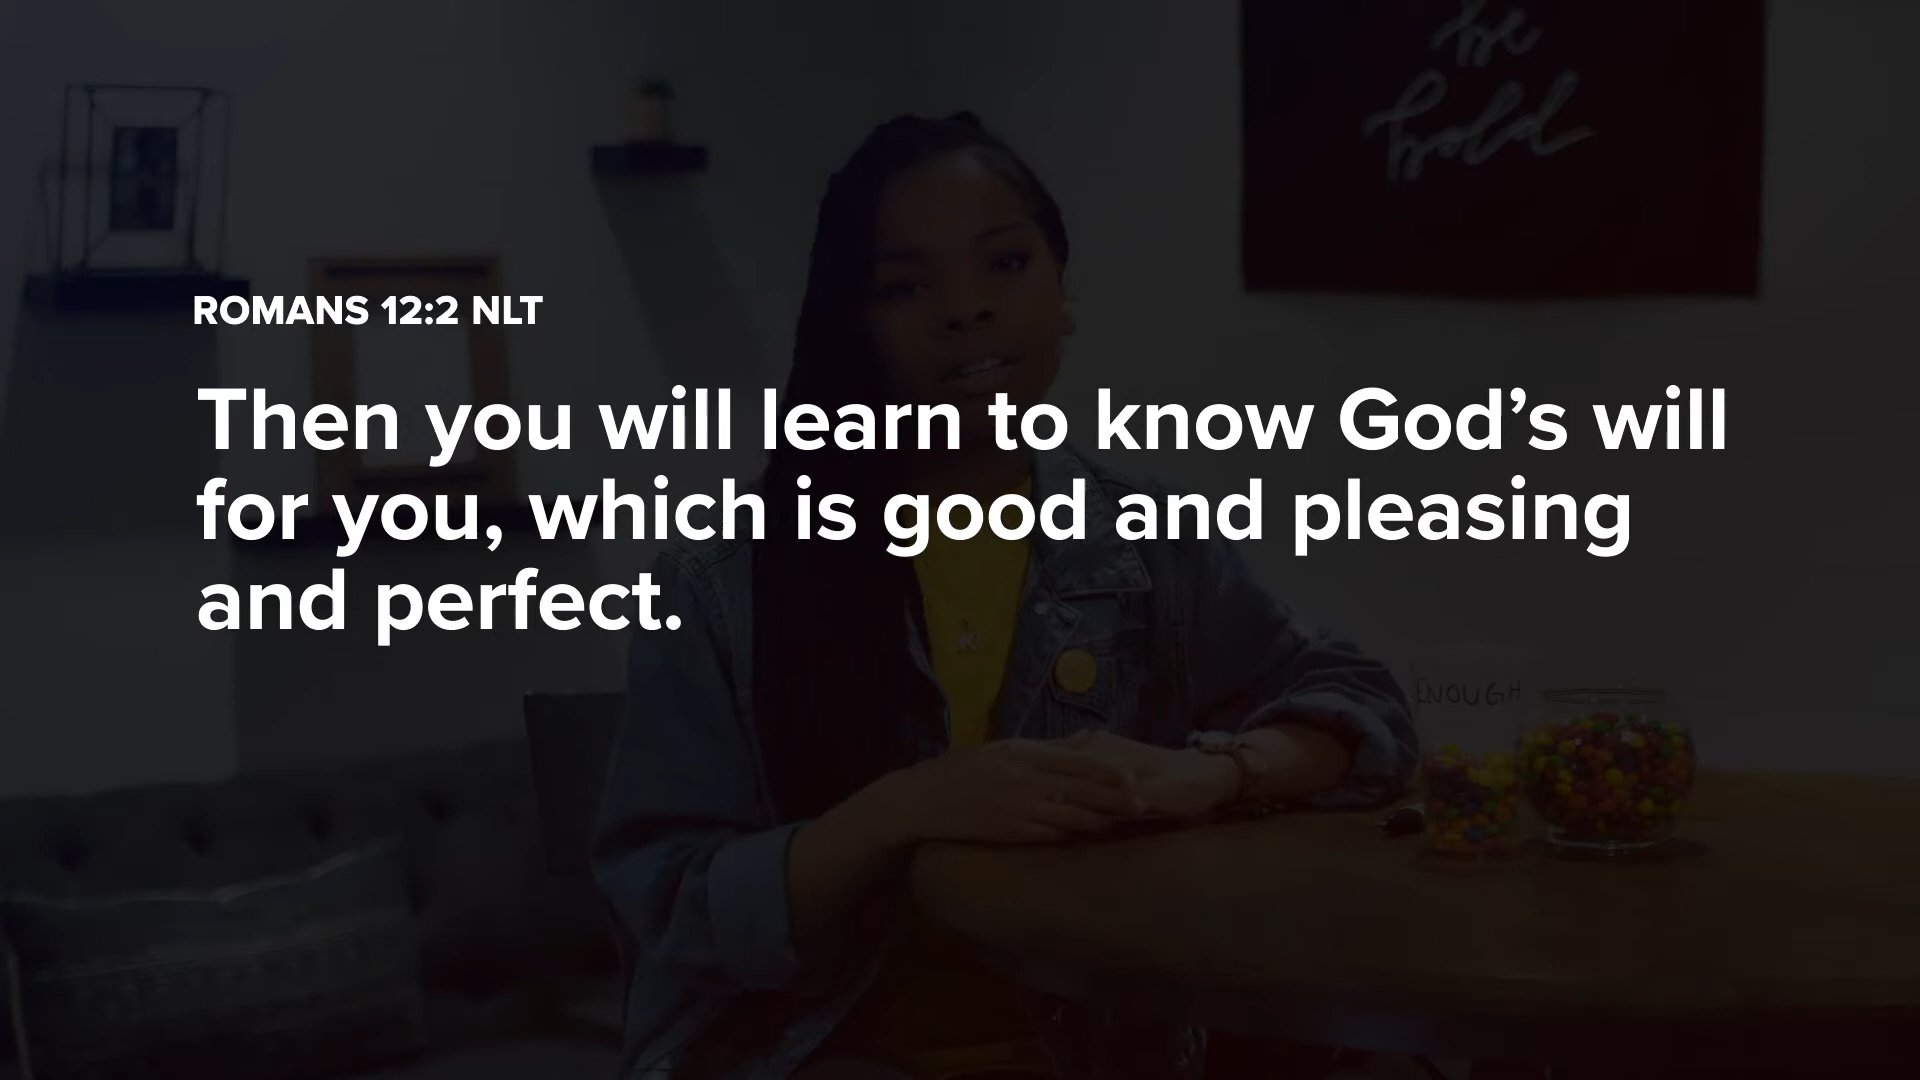 be
bold
ROMANS 12:2 NLT
Then you will learn to know God’s will
for you, which is good and pleasing
and perfect.
ENOUGH